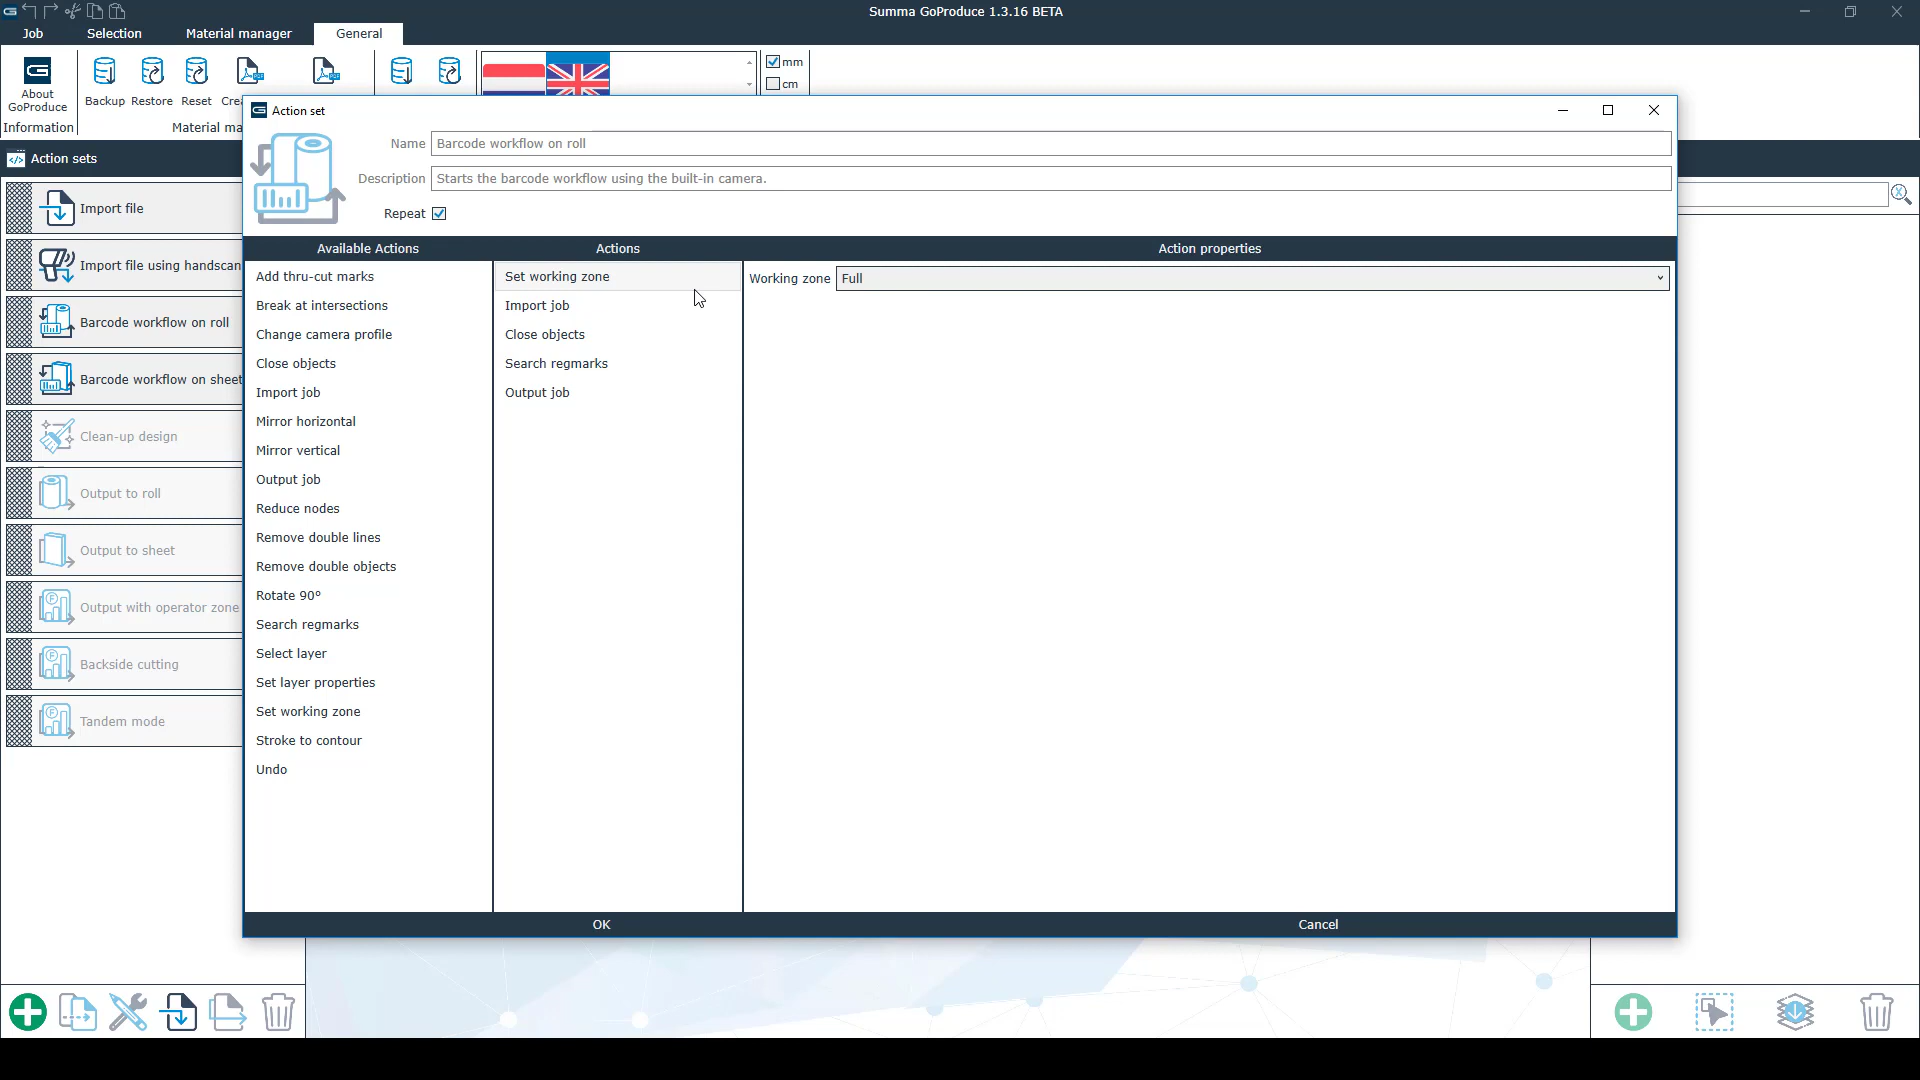 Summa GoProduce 1.3.16 BETA
Job
Selection
Material manager
General
About
GoProduce
Information
Backup
Restore
Reset
Material ma
mm
cm
Action set
Name
Barcode workflow on roll
Description
Starts the barcode workflow using the built-in camera.
Repeat
Action sets
Import file
Import file using handscan
Barcode workflow on roll
Barcode workflow on sheet
Clean-up design
Output to roll
Output to sheet
Output with operator zone
Backside cutting
Tandem mode
Available Actions
Add thru-cut marks
Break at intersections
Change camera profile
Close objects
Import job
Mirror horizontal
Mirror vertical
Output job
Reduce nodes
Remove double lines
Remove double objects
Rotate 90°
Search regmarks
Select layer
Set layer properties
Set working zone
Stroke to contour
Undo
Actions
Set working zone
Import job
Close objects
Search regmarks
Output job
Action properties
Working zone
Full
OK
Cancel